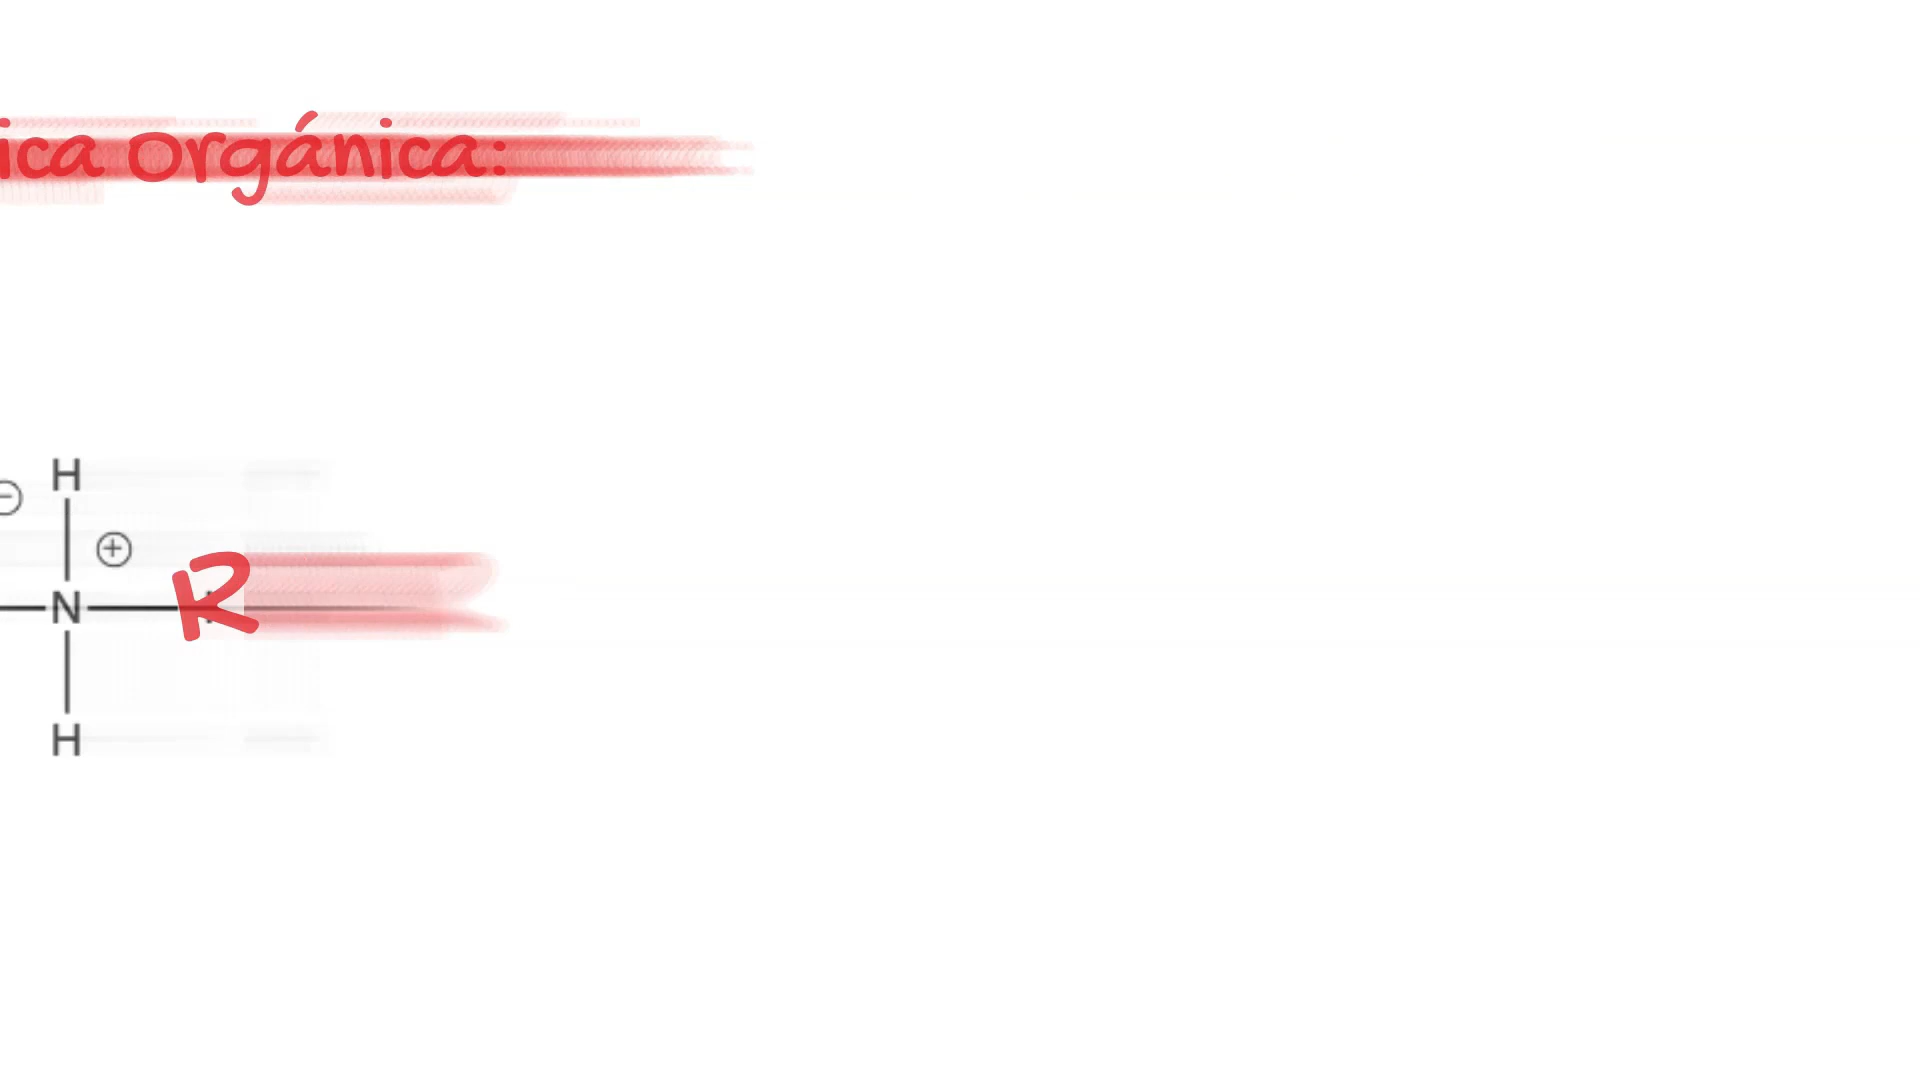 ica Orgánica:
H
⊖
⊕
N R
H